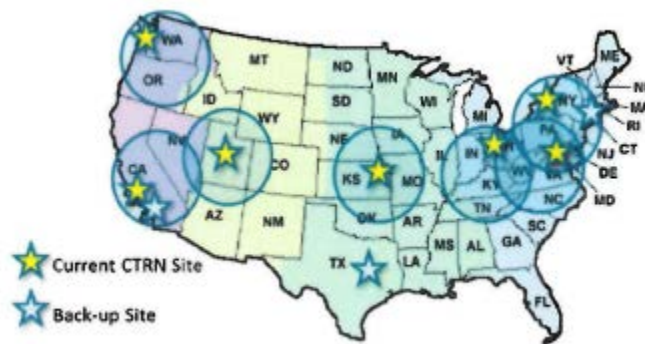 WA
MT
ND
MN
VT
ME
OR
ID
SD
WI
MI
NY
MA
RI
CT
WY
NE
IA
PA
NJ
DE
MD
NV
CO
KS
MO
IL
IN
KY
VA
CA
AZ
NM
OK
AR
TN
NC
SC
TX
LA
MS
AL
GA
FL
Current CTRN Site
Back-up Site